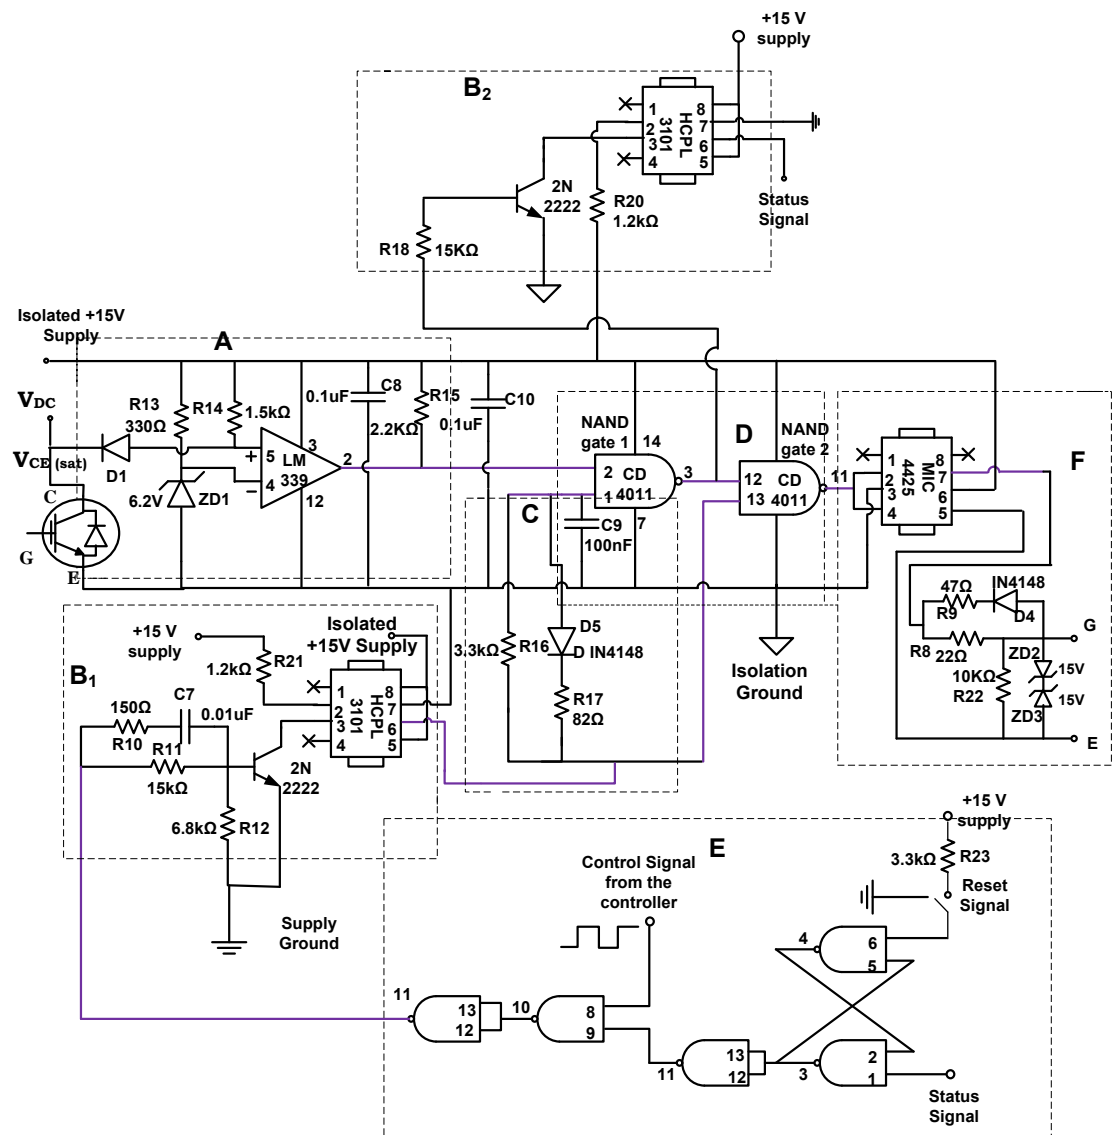 +15 V
supply
B2
1
2
3
4
HCPL
3101
8
7
6
5
2N
2222
R20
1.2kΩ
Status
Signal
R18
15KΩ
Isolated +15V
Supply
A
VDC
R13
330Ω
R14
1.5kΩ
C8
0.1uF
R15
2.2KΩ
C10
0.1uF
NAND
gate 1
14
D
NAND
gate 2
F
VCE (sat)
D1
+
5
−
4
LM
339
3
2
12
6.2V
ZD1
C
G
E
2
1
CD
4011
3
7
12
13
CD
4011
11
1
2
3
4
MIC
4425
8
7
6
5
C
C9
100nF
47Ω
R9
IN4148
D4
R8
22Ω
G
10KΩ
R22
ZD2
15V
15V
ZD3
E
3.3kΩ
R16
D5
D IN4148
R17
82Ω
Isolation
Ground
B1
+15 V
supply
1.2kΩ
R21
Isolated
+15V Supply
1
2
3
4
HCPL
3101
8
7
6
5
150Ω
R10
C7
0.01uF
R11
15kΩ
2N
2222
6.8kΩ
R12
Supply
Ground
E
Control Signal
from the
controller
+15 V
supply
3.3kΩ
R23
Reset
Signal
4
6
5
11
13
12
10
8
9
11
13
12
3
2
1
Status
Signal